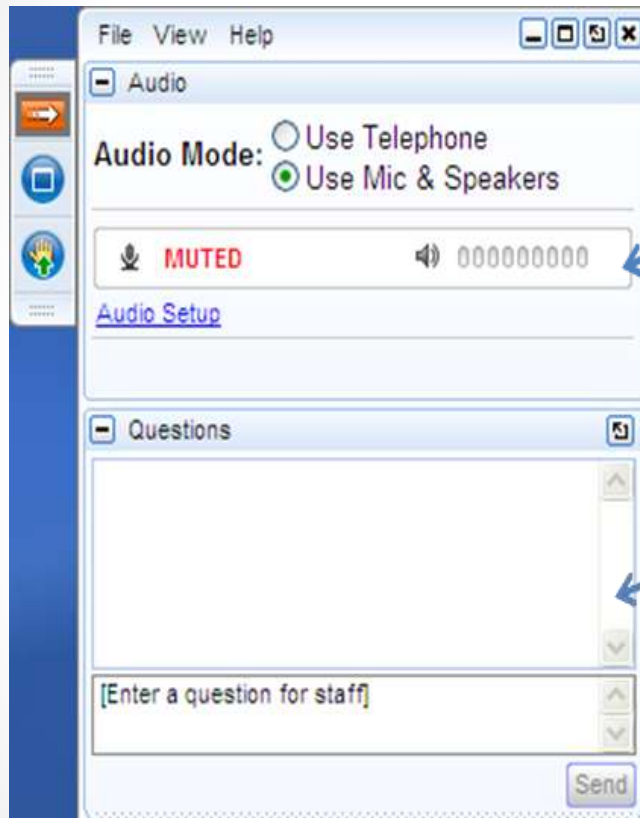 File View Help
Audio
Audio Mode:
Use Telephone
Use Mic & Speakers
MUTED 000000000
Audio Setup
Questions
[Enter a question for staff]
Send